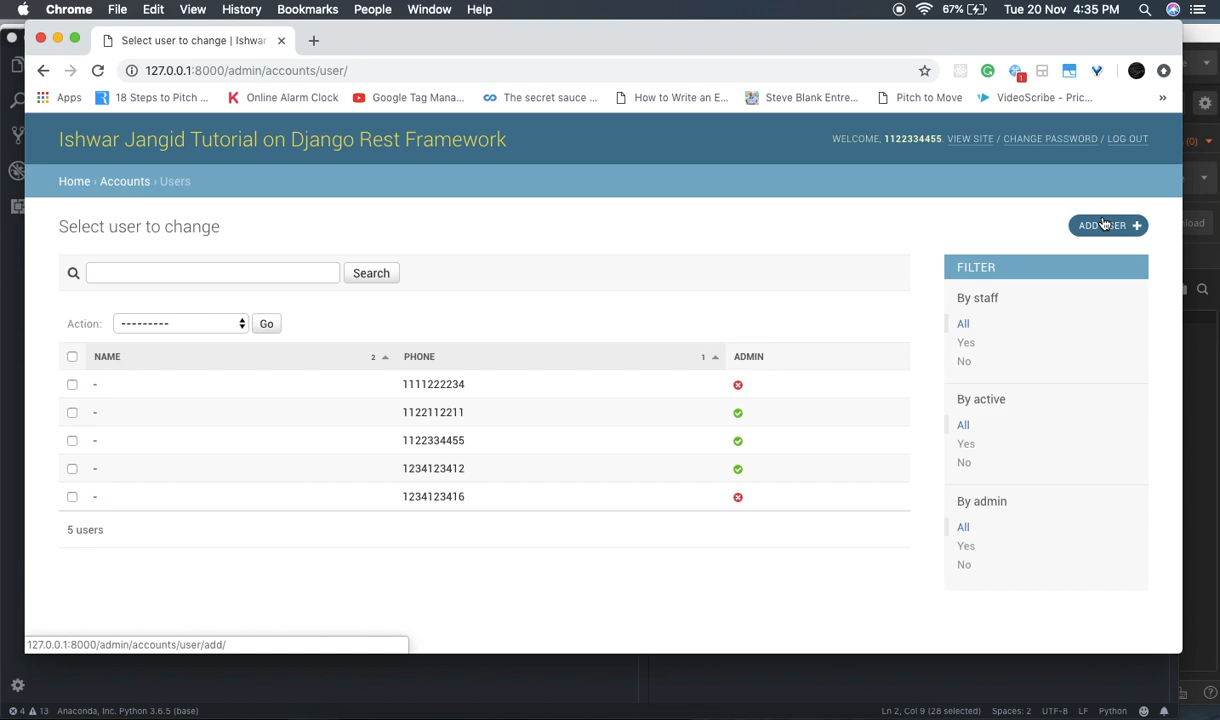 Chrome File Edit View History Bookmarks People Window Help 67% Tue 20 Nov 4:35 PM
Select user to change | Ishwar
127.0.0.1:8000/admin/accounts/user/ 1
Apps 18 Steps to Pitch ... Online Alarm Clock Google Tag Mana... The secret sauce ... How to Write an E... Steve Blank Entre... Pitch to Move VideoScribe - Pric... »
Ishwar Jangid Tutorial on Django Rest Framework
WELCOME, 1122334455. VIEW SITE / CHANGE PASSWORD / LOG OUT
Home › Accounts › Users
Select user to change
ADD USER +
Search
FILTER
By staff
All
Yes
No
By active
All
Yes
No
By admin
All
Yes
No
Action: --------- Go
NAME 2 PHONE 1 ADMIN
- 1111222234
- 1122112211
- 1122334455
- 1234123412
- 1234123416
5 users
127.0.0.1:8000/admin/accounts/user/add/
4 13 Anaconda, Inc. Python 3.6.5 (base) Ln 2, Col 9 (28 selected) Spaces: 2 UTF-8 LF Python